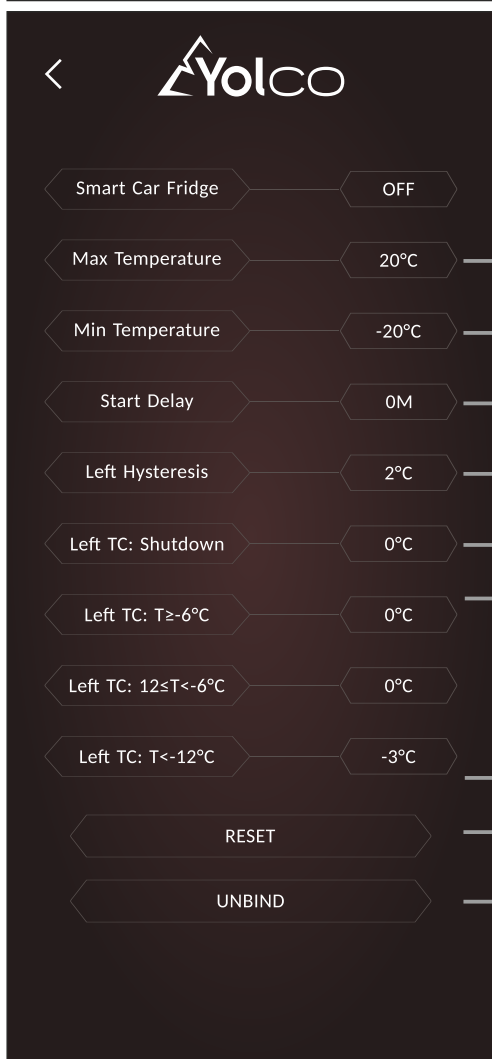 Yolco
Smart Car Fridge OFF
Max Temperature 20°C
Min Temperature -20°C
Start Delay 0M
Left Hysteresis 2°C
Left TC: Shutdown 0°C
Left TC: T≥-6°C 0°C
Left TC: 12≤T<-6°C 0°C
Left TC: T<-12°C -3°C
RESET
UNBIND